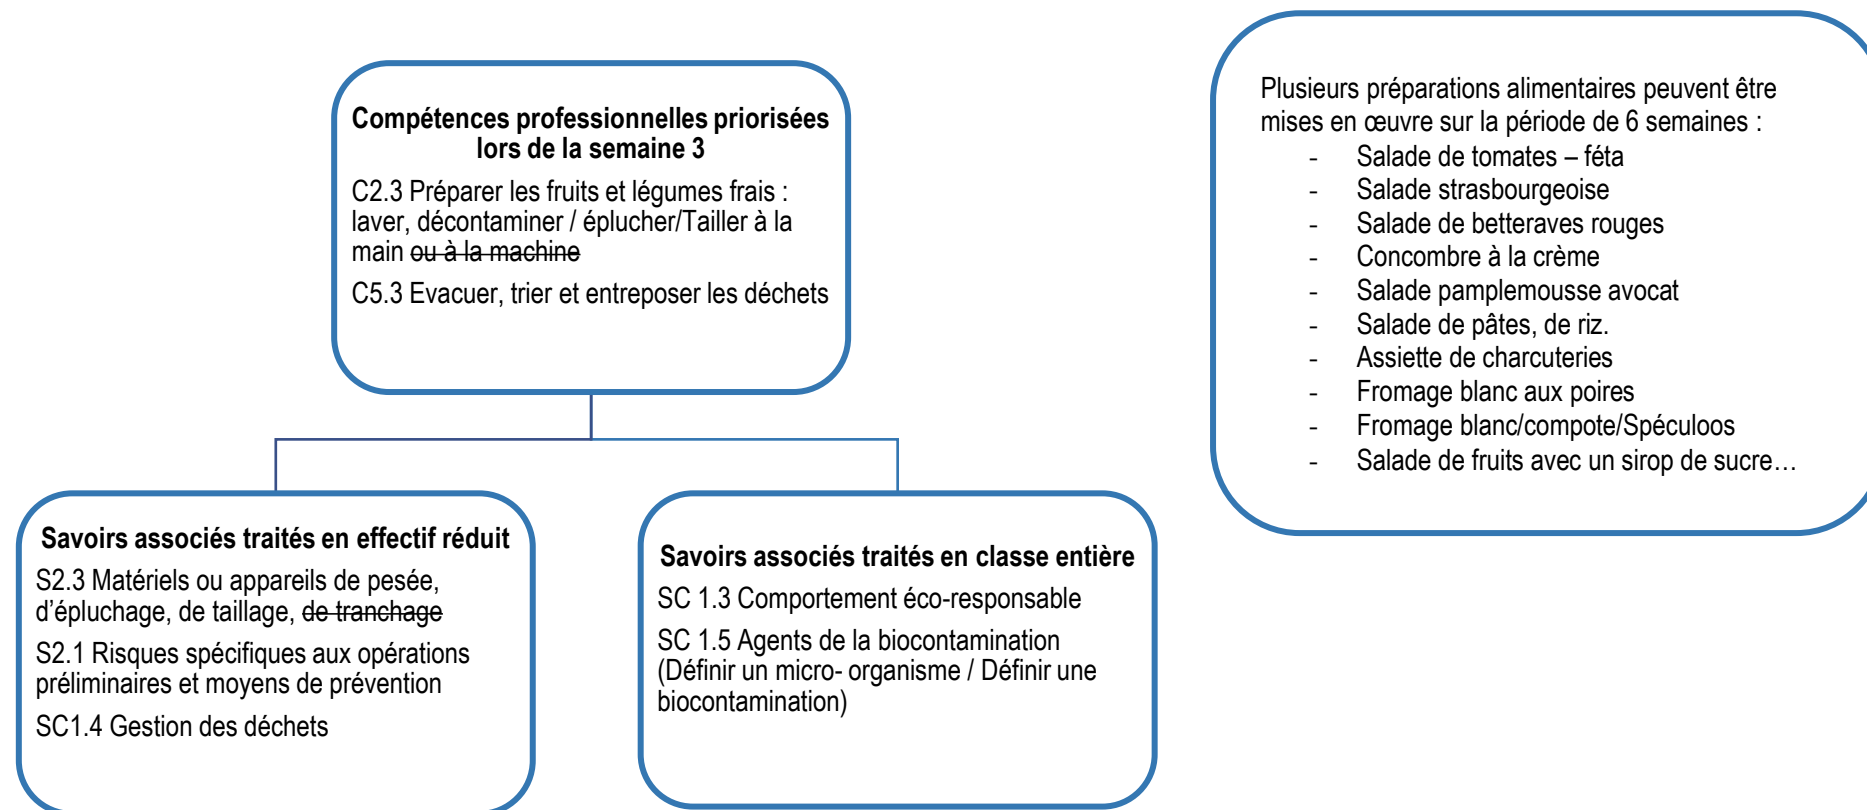 Compétences professionnelles priorisées
lors de la semaine 3
C2.3 Préparer les fruits et légumes frais :
laver, décontaminer / éplucher/Tailler à la
main ou à la machine
C5.3 Evacuer, trier et entreposer les déchets
Plusieurs préparations alimentaires peuvent être
mises en œuvre sur la période de 6 semaines :
- Salade de tomates – féta
- Salade strasbourgeoise
- Salade de betteraves rouges
- Concombre à la crème
- Salade pamplemousse avocat
- Salade de pâtes, de riz.
- Assiette de charcuteries
- Fromage blanc aux poires
- Fromage blanc/compote/Spéculoos
- Salade de fruits avec un sirop de sucre…
Savoirs associés traités en effectif réduit
S2.3 Matériels ou appareils de pesée,
d’épluchage, de taillage, de tranchage
S2.1 Risques spécifiques aux opérations
préliminaires et moyens de prévention
SC1.4 Gestion des déchets
Savoirs associés traités en classe entière
SC 1.3 Comportement éco-responsable
SC 1.5 Agents de la biocontamination
(Définir un micro- organisme / Définir une
biocontamination)